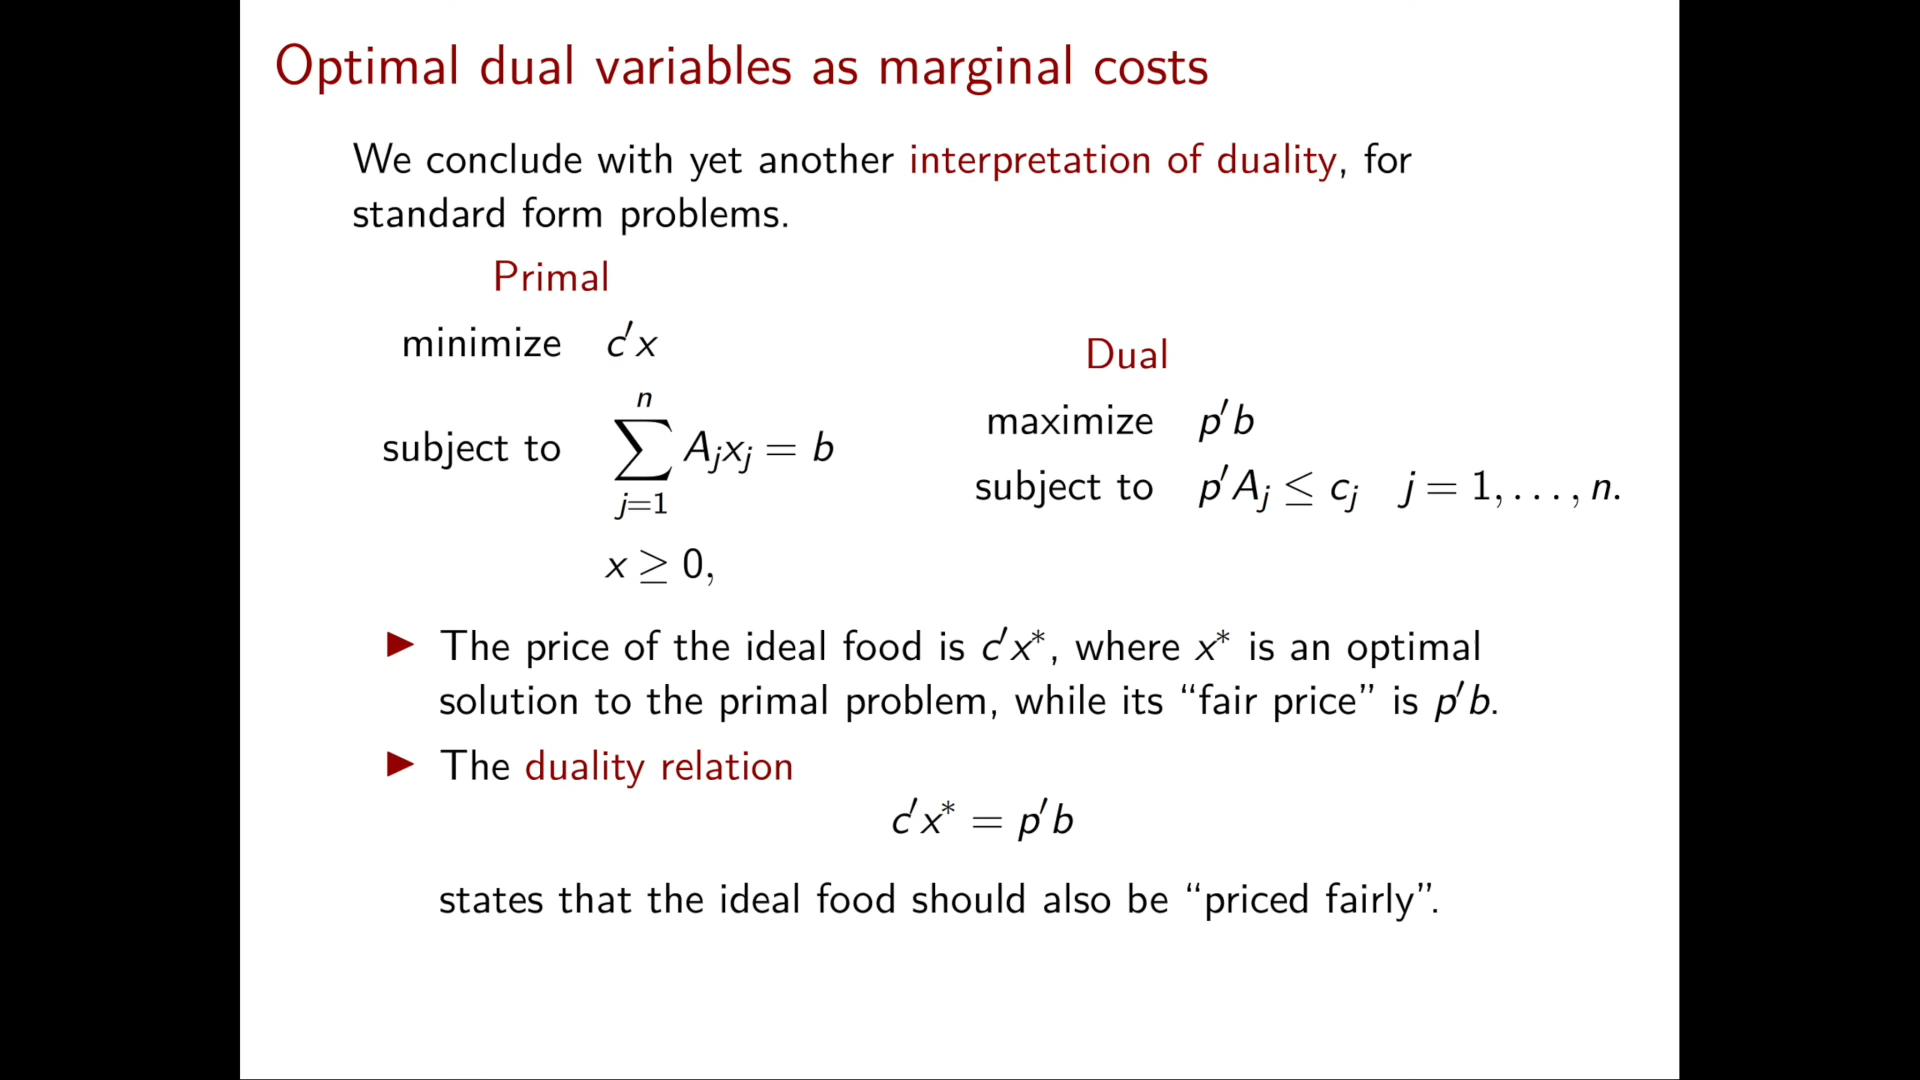 Optimal dual variables as marginal costs
We conclude with yet another interpretation of duality, for
standard form problems.
Primal
minimize c′x
subject to ∑_{j=1}^{n} A_j x_j = b
x ≥ 0,
Dual
maximize p′b
subject to p′A_j ≤ c_j j = 1, . . . , n.
▶ The price of the ideal food is c′x*, where x* is an optimal
solution to the primal problem, while its “fair price” is p′b.
▶ The duality relation
c′x* = p′b
states that the ideal food should also be “priced fairly”.